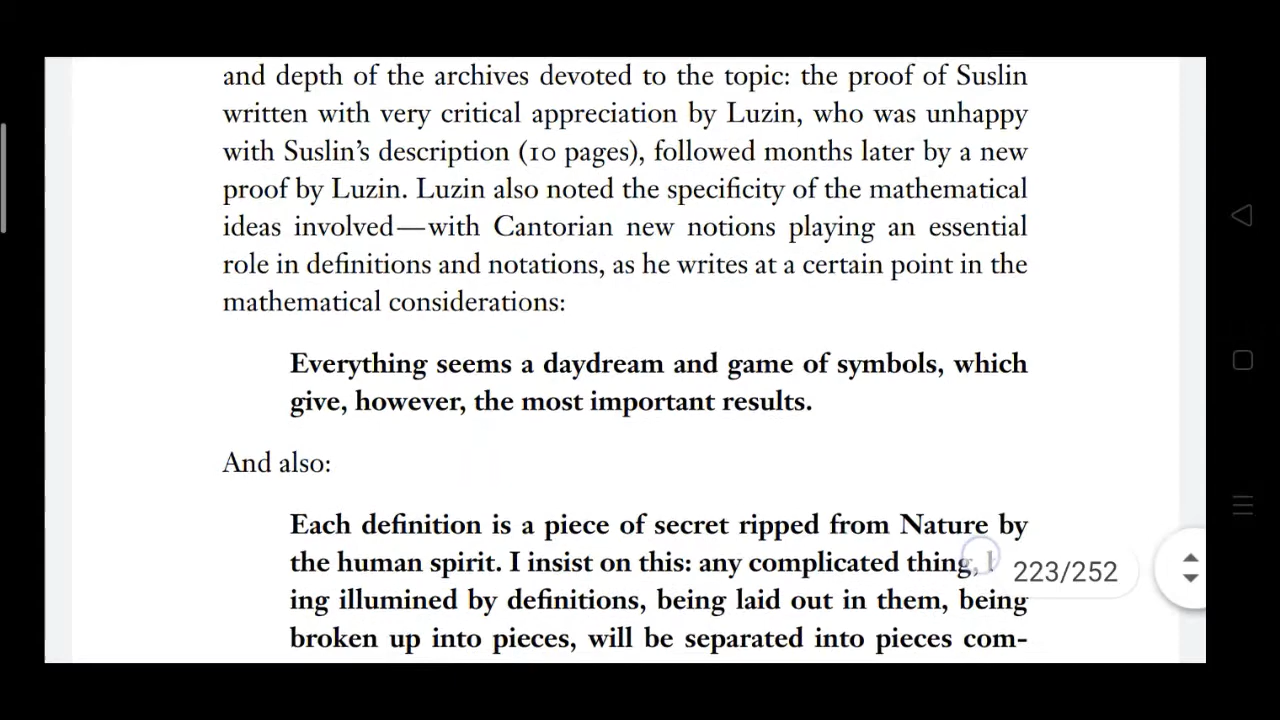 and depth of the archives devoted to the topic: the proof of Suslin
written with very critical appreciation by Luzin, who was unhappy
with Suslin's description (10 pages), followed months later by a new
proof by Luzin. Luzin also noted the specificity of the mathematical
ideas involved—with Cantorian new notions playing an essential
role in definitions and notations, as he writes at a certain point in the
mathematical considerations:
Everything seems a daydream and game of symbols, which
give, however, the most important results.
And also:
Each definition is a piece of secret ripped from Nature by
the human spirit. I insist on this: any complicated thing,
223/252
ing illumined by definitions, being laid out in them, being
broken up into pieces, will be separated into pieces com-